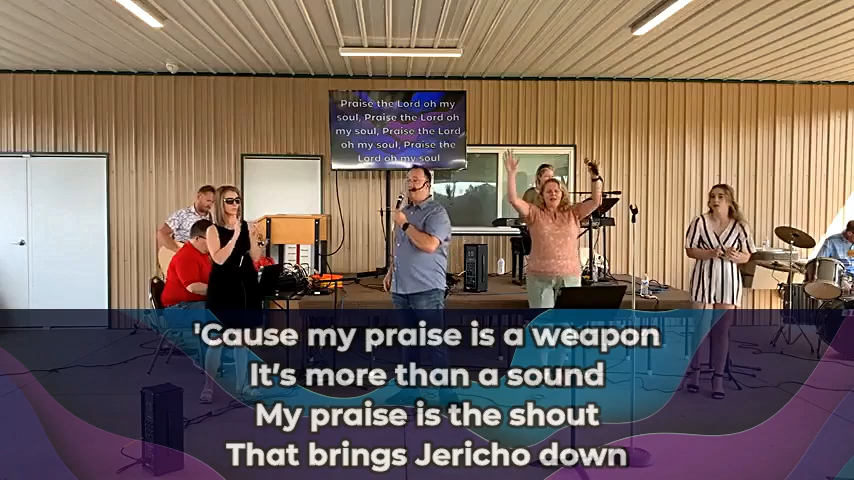 Praise the Lord oh my
soul, Praise the Lord oh
my soul, Praise the Lord
oh my soul, Praise the
Lord oh my soul
'Cause my praise is a weapon
It's more than a sound
My praise is the shout
That brings Jericho down